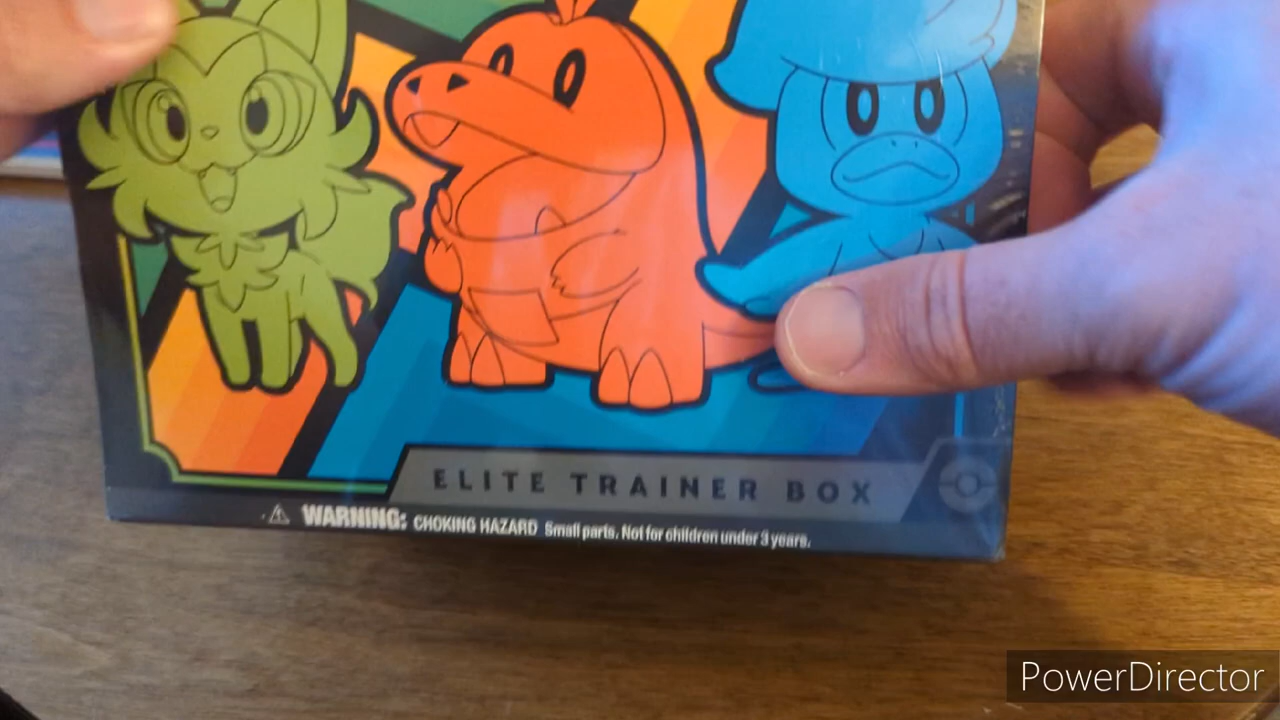 ELITE TRAINER BOX
WARNING: CHOKING HAZARD Small parts. Not for children under 3 years.
PowerDirector